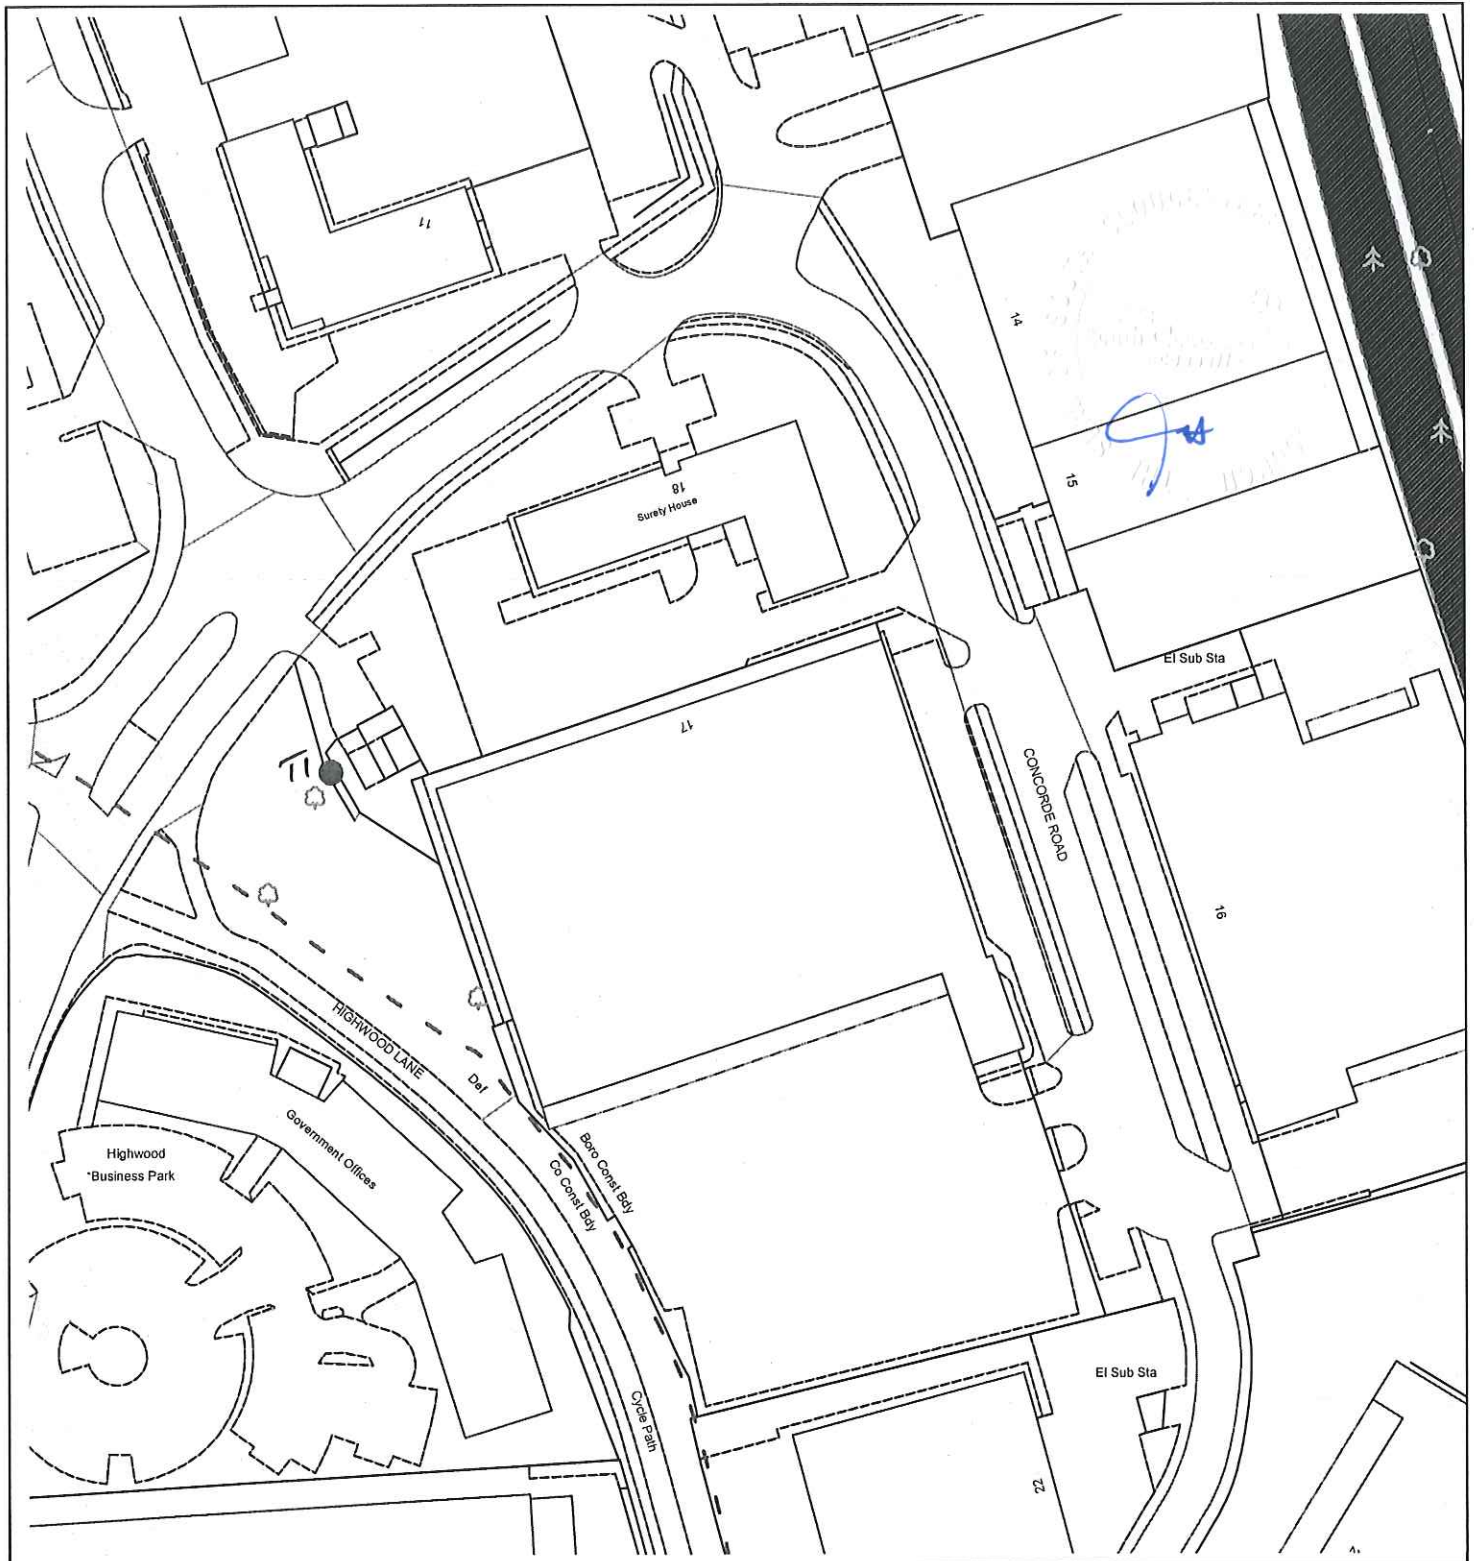 11
14
15
18
Surety House
El Sub Sta
17
CONCORDE ROAD
16
T1
HIGHWOOD LANE
Def
Boro Const Bdy
Co Const Bdy
Government Offices
Highwood
Business Park
Cycle Path
El Sub Sta
22